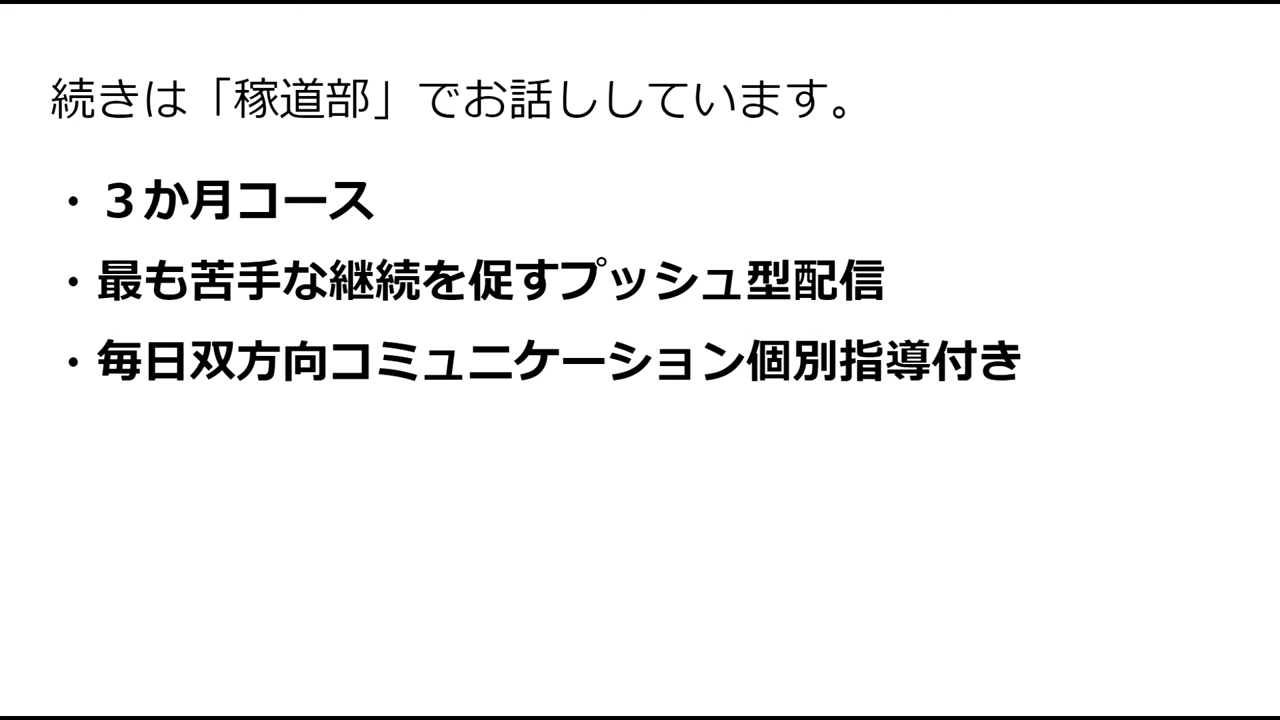 続きは「稼道部」でお話ししています。
・３か月コース
・最も苦手な継続を促すプッシュ型配信
・毎日双方向コミュニケーション個別指導付き